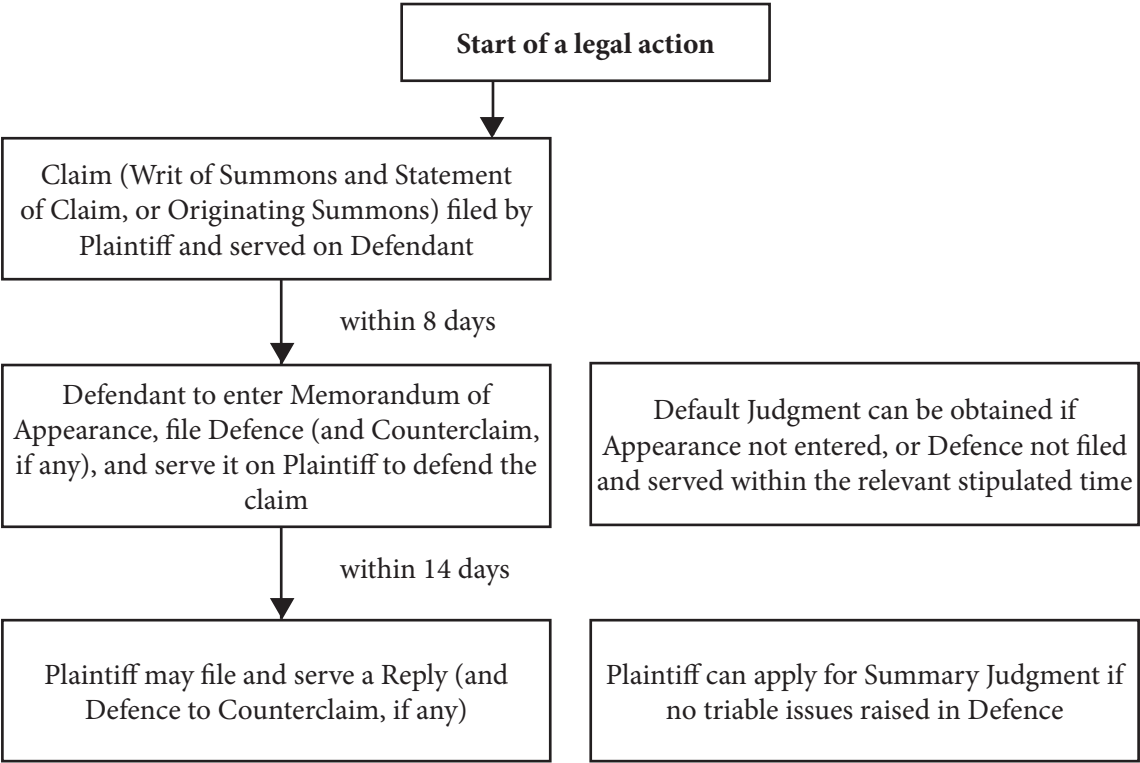 Start of a legal action
Claim (Writ of Summons and Statement
of Claim, or Originating Summons) filed by
Plaintiff and served on Defendant
within 8 days
Defendant to enter Memorandum of
Appearance, file Defence (and Counterclaim,
if any), and serve it on Plaintiff to defend the
claim
Default Judgment can be obtained if
Appearance not entered, or Defence not filed
and served within the relevant stipulated time
within 14 days
Plaintiff may file and serve a Reply (and
Defence to Counterclaim, if any)
Plaintiff can apply for Summary Judgment if
no triable issues raised in Defence